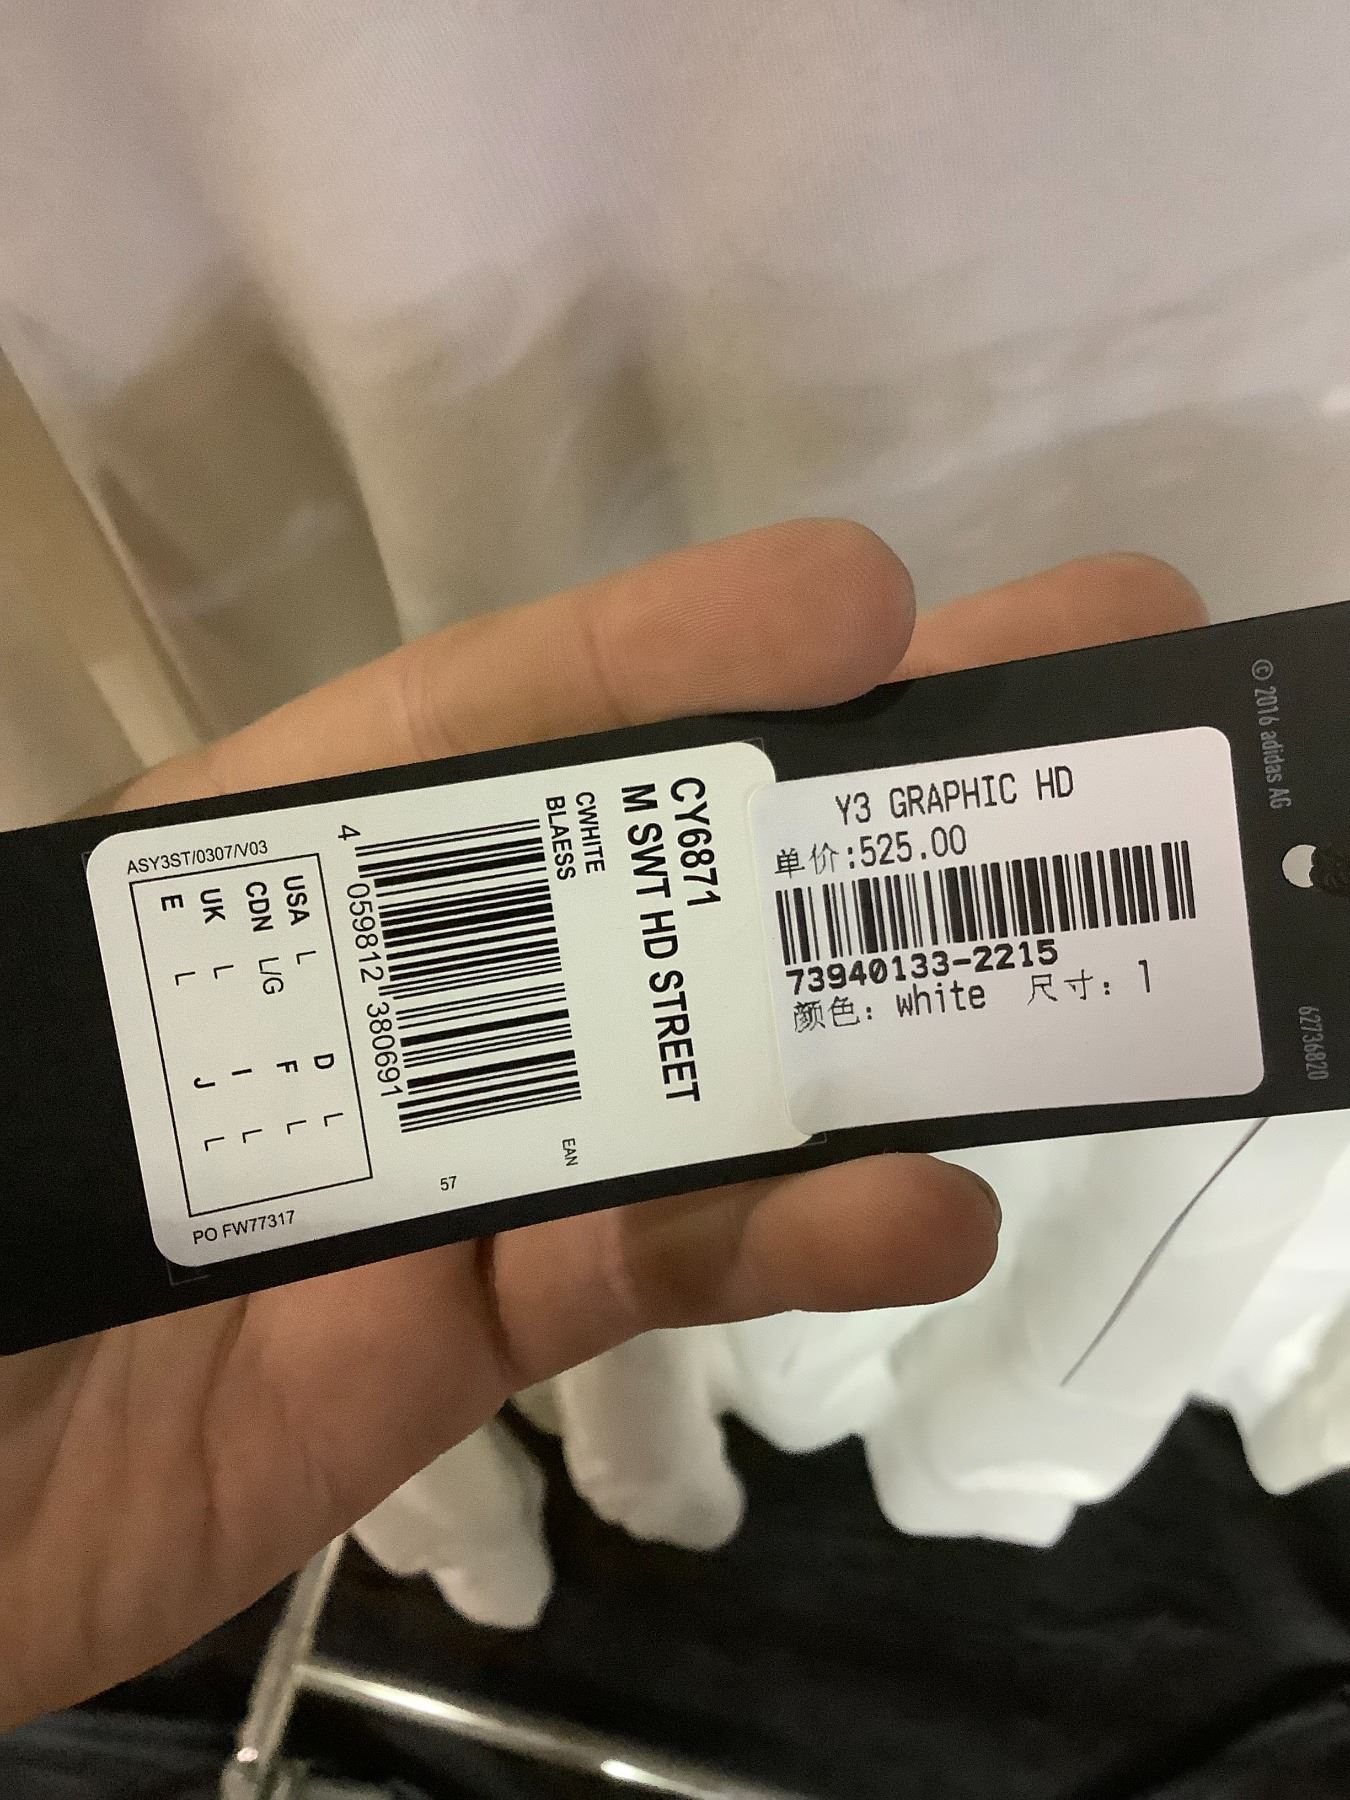 © 2016 adidas AG
62736820
Y3 GRAPHIC HD
单价:525.00
73940133-2215
颜色: white 尺寸: 1
CY6871
M SWT HD STREET
CWHITE
BLAESS
EAN
4 059812 380691
57
USA L D L
CDN L/G F L
UK L I L
E L J L
ASY3ST/0307/V03
PO FW77317